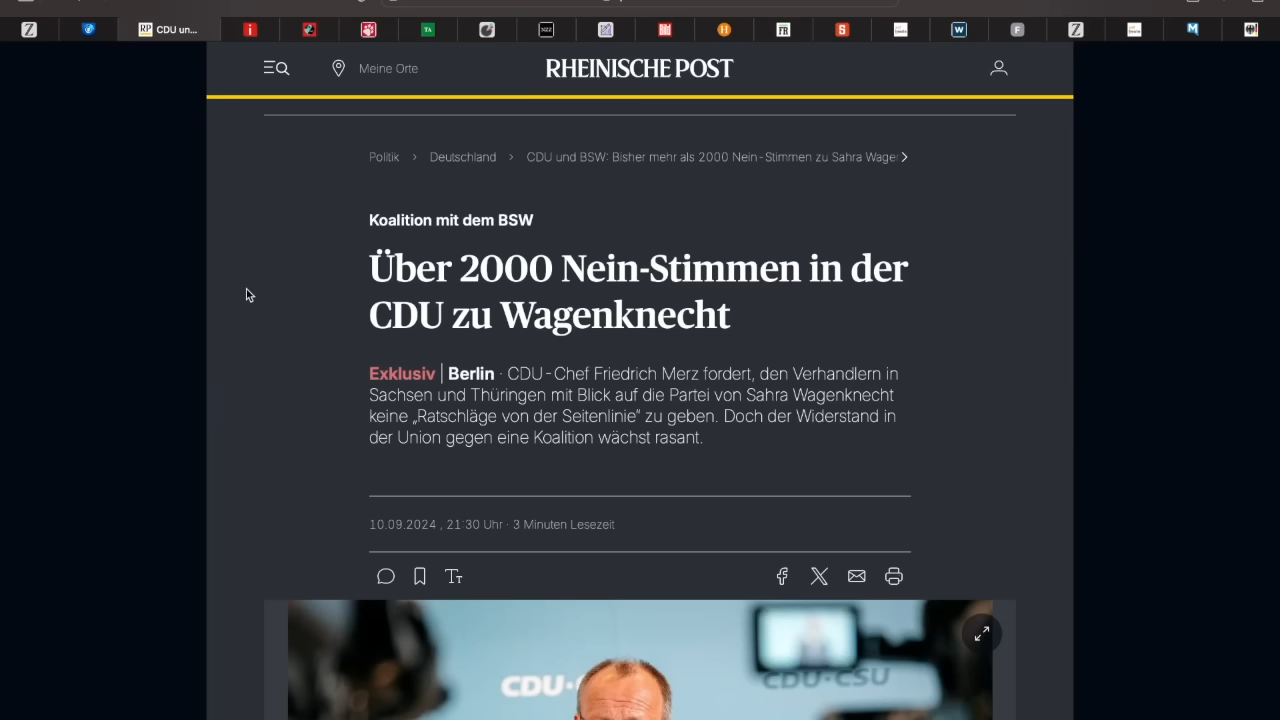 CDU un...
Meine Orte
RHEINISCHE POST
Politik > Deutschland > CDU und BSW: Bisher mehr als 2000 Nein-Stimmen zu Sahra Wage
Koalition mit dem BSW
Über 2000 Nein-Stimmen in der
CDU zu Wagenknecht
Exklusiv | Berlin · CDU-Chef Friedrich Merz fordert, den Verhandlern in
Sachsen und Thüringen mit Blick auf die Partei von Sahra Wagenknecht
keine „Ratschläge von der Seitenlinie“ zu geben. Doch der Widerstand in
der Union gegen eine Koalition wächst rasant.
10.09.2024 , 21:30 Uhr · 3 Minuten Lesezeit
CDU·
CDU·CSU